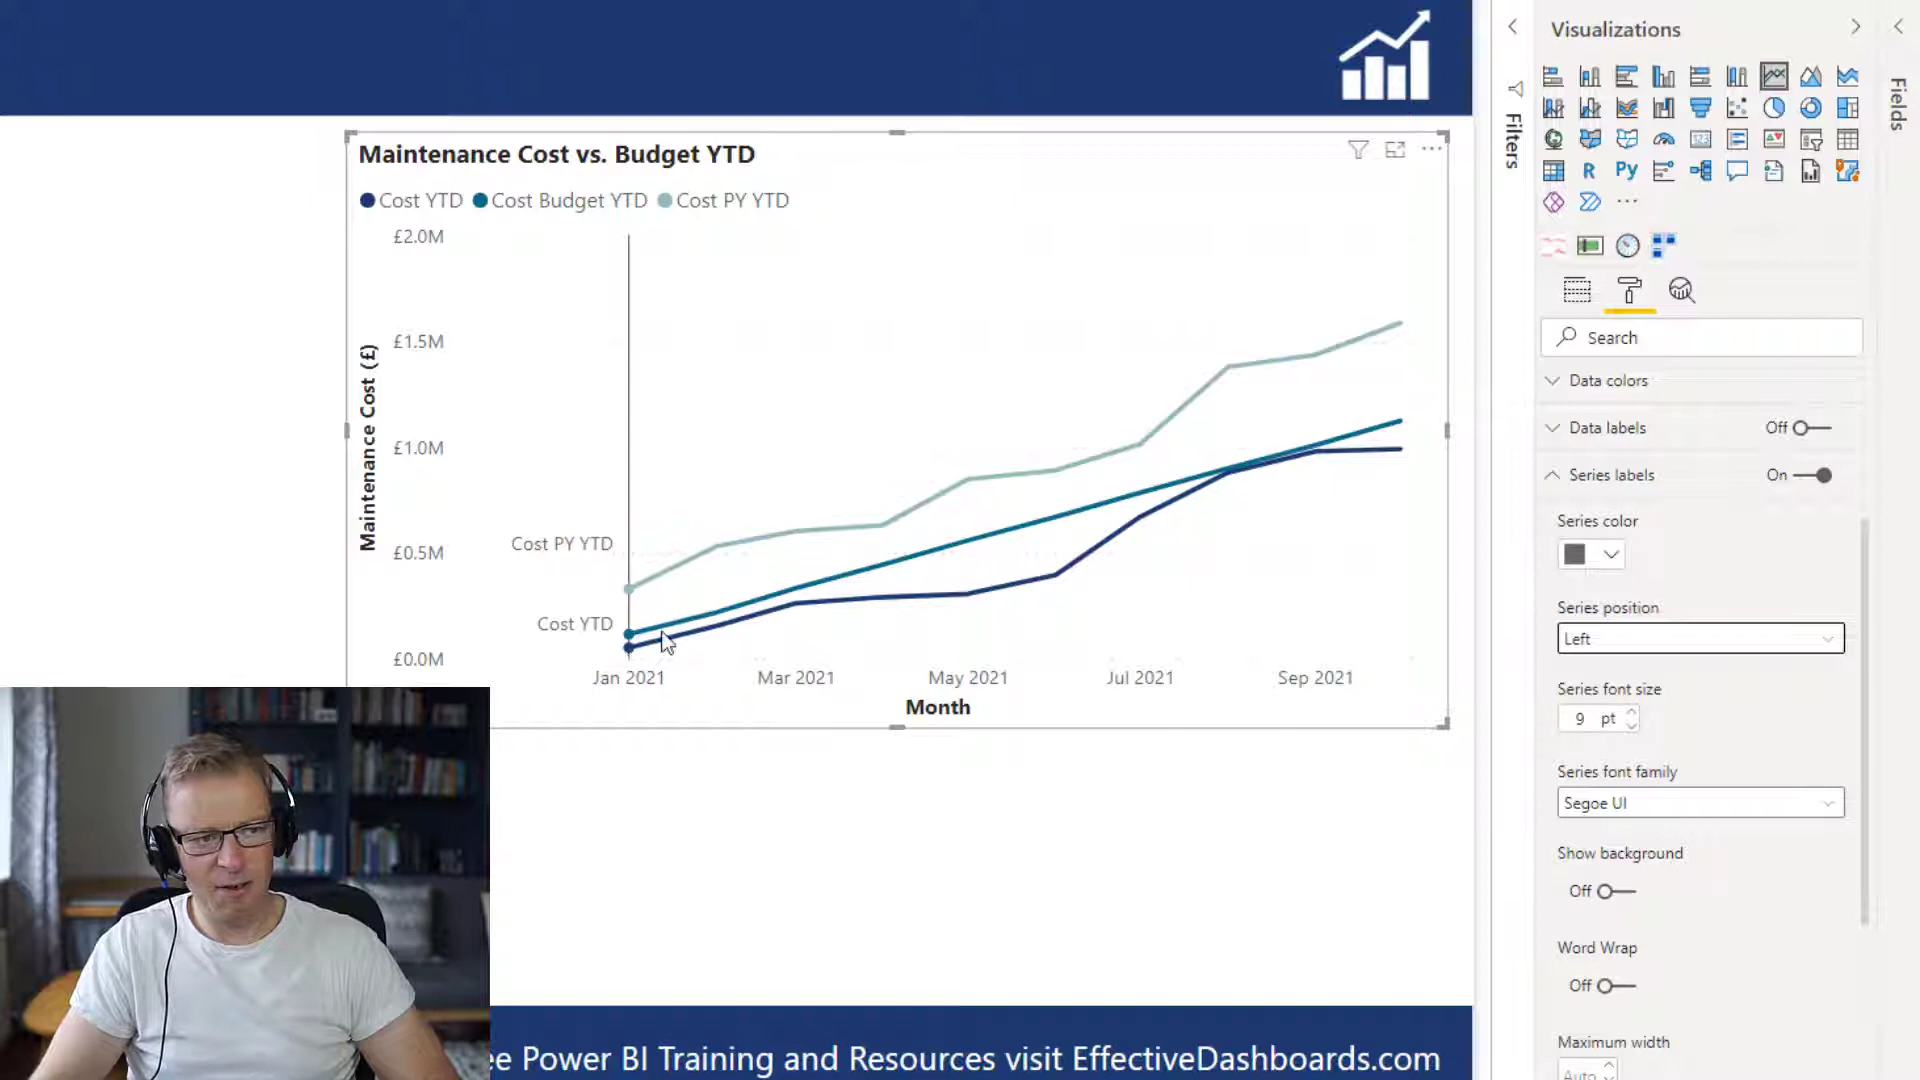 Visualizations
Filters
Fields
Maintenance Cost vs. Budget YTD
Cost YTD Cost Budget YTD Cost PY YTD
£2.0M
£1.5M
£1.0M
£0.5M
£0.0M
Maintenance Cost (£)
Cost PY YTD
Cost YTD
Jan 2021 Mar 2021 May 2021 Jul 2021 Sep 2021
Month
R Py
123
Search
Data colors
Data labels Off
Series labels On
Series color
Series position
Left
Series font size
9 pt
Series font family
Segoe UI
Show background
Off
Word Wrap
Off
Maximum width
Auto
ee Power BI Training and Resources visit EffectiveDashboards.com